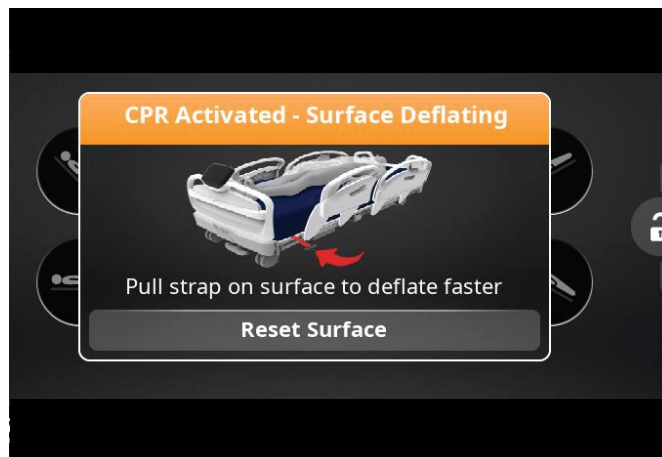 CPR Activated - Surface Deflating
Pull strap on surface to deflate faster
Reset Surface